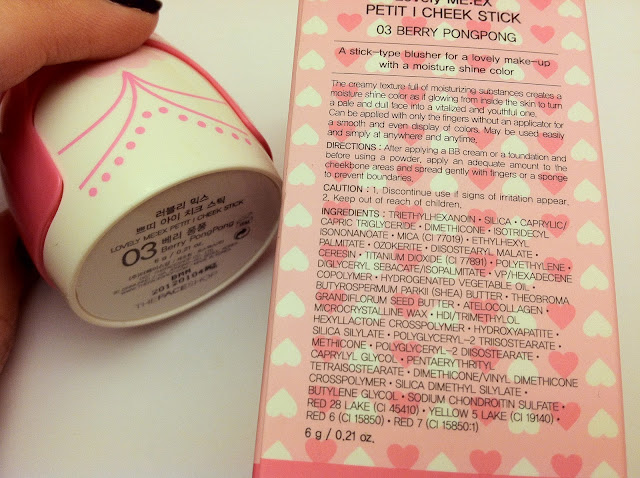 Lovely ME:EX
PETIT I CHEEK STICK
03 BERRY PONGPONG
A stick-type blusher for a lovely make-up
with a moisture shine color
The creamy texture full of moisturizing substances creates a
moisture shine color as if glowing from inside the skin to turn
a pale and dull face into a vitalized and youthful one.
Can be applied with only the fingers without an applicator for
a smooth and even display of colors. May be used easily
and simply at anywhere and anytime.
DIRECTIONS : After applying a BB cream or a foundation and
before using a powder, apply an adequate amount to the
cheekbone areas and spread gently with fingers or a sponge
to prevent boundaries.
CAUTION : 1. Discontinue use if signs of irritation appear.
2. Keep out of reach of children.
INGREDIENTS : TRIETHYLHEXANOIN • SILICA • CAPRYLIC/
CAPRIC TRIGLYCERIDE • DIMETHICONE • ISOTRIDECYL
ISONONANOATE • MICA (CI 77019) • ETHYLHEXYL
PALMITATE • OZOKERITE • DIISOSTEARYL MALATE •
CERESIN • TITANIUM DIOXIDE (CI 77891) • POLYETHYLENE •
DIGLYCERYL SEBACATE/ISOPALMITATE • VP/HEXADECENE
COPOLYMER • HYDROGENATED VEGETABLE OIL •
BUTYROSPERMUM PARKII (SHEA) BUTTER • THEOBROMA
GRANDIFLORUM SEED BUTTER • ATELOCOLLAGEN •
MICROCRYSTALLINE WAX • HDI/TRIMETHYLOL
HEXYLLACTONE CROSSPOLYMER • HYDROXYAPATITE •
SILICA SILYLATE • POLYGLYCERYL-2 TRIISOSTEARATE •
METHICONE • POLYGLYCERYL-2 DIISOSTEARATE •
CAPRYLYL GLYCOL • PENTAERYTHRITYL
TETRAISOSTEARATE • DIMETHICONE/VINYL DIMETHICONE
CROSSPOLYMER • SILICA DIMETHYL SILYLATE •
BUTYLENE GLYCOL • SODIUM CHONDROITIN SULFATE •
RED 28 LAKE (CI 45410) • YELLOW 5 LAKE (CI 19140) •
RED 6 (CI 15850) • RED 7 (CI 15850:1)
6 g / 0.21 oz.
러블리 믹스
쁘띠 아이 치크 스틱
LOVELY ME:EX PETIT I CHEEK STICK
03 베리 퐁퐁
Berry PongPong
6 g / 0.21 oz.
20120104
THEFACESHOP